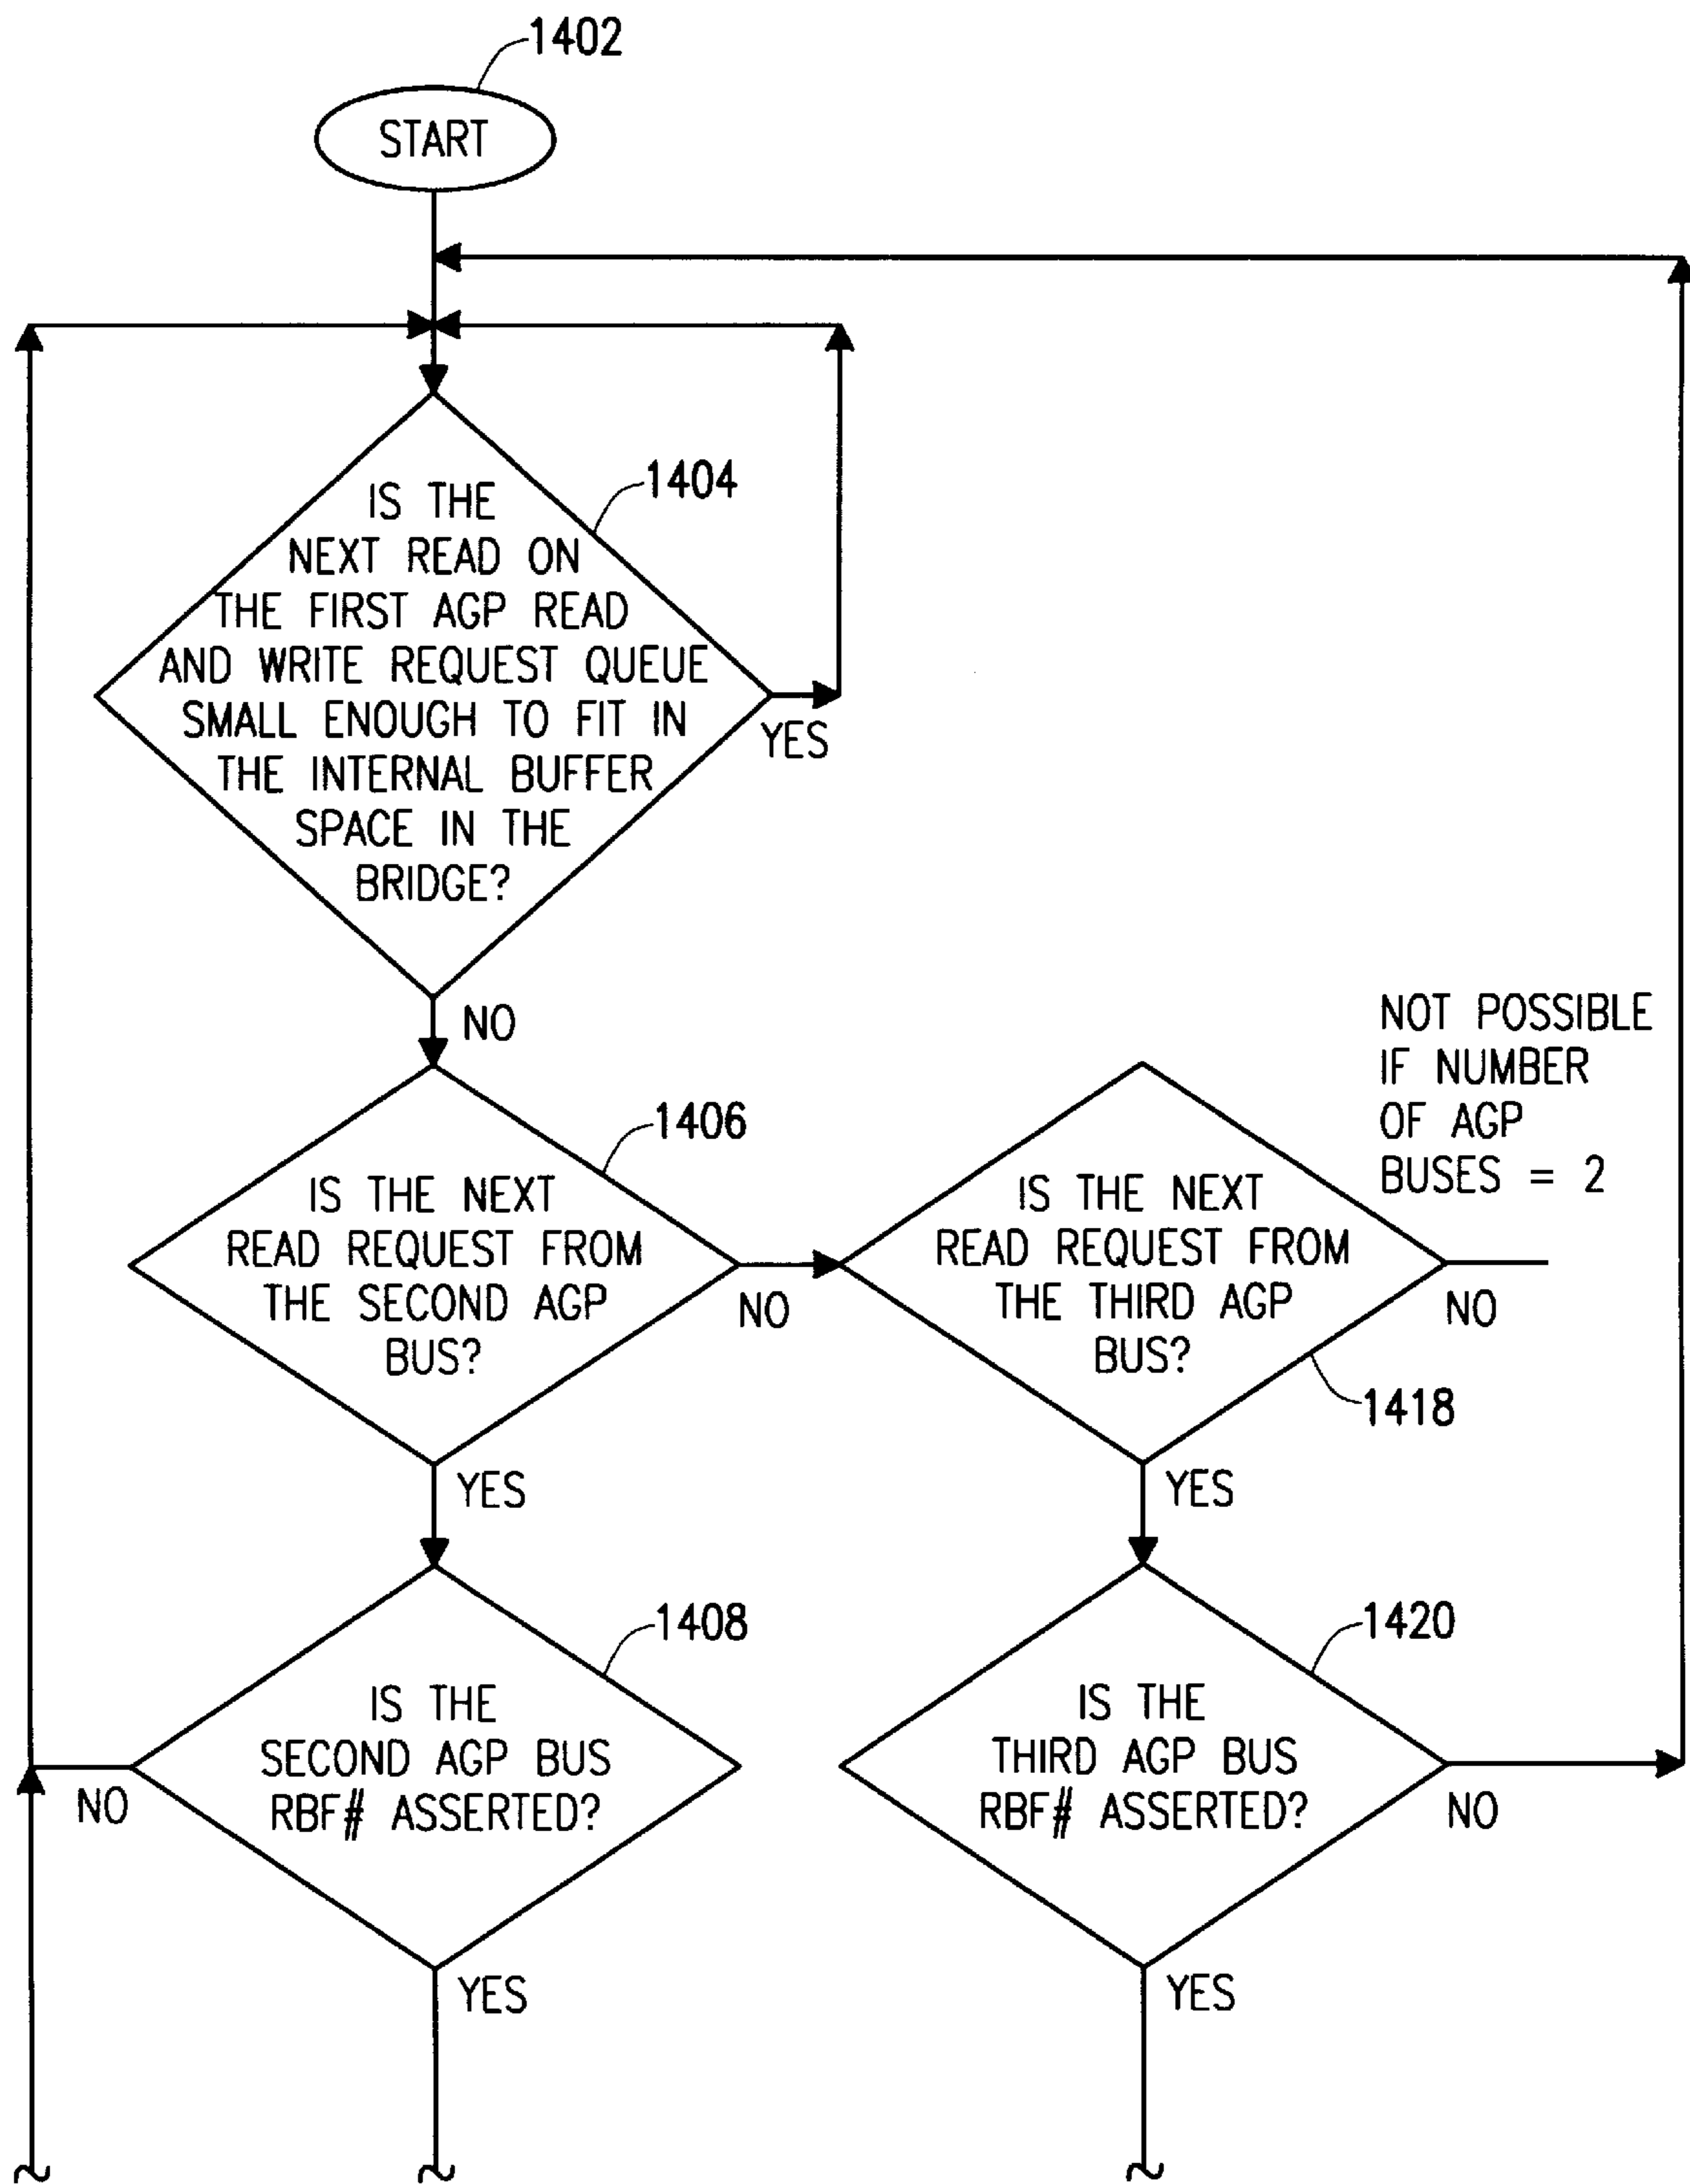 1402
START
1404
IS THE
NEXT READ ON
THE FIRST AGP READ
AND WRITE REQUEST QUEUE
SMALL ENOUGH TO FIT IN
THE INTERNAL BUFFER
SPACE IN THE
BRIDGE?
YES
NO
1406
IS THE NEXT
READ REQUEST FROM
THE SECOND AGP
BUS?
NO
YES
NOT POSSIBLE
IF NUMBER
OF AGP
BUSES = 2
IS THE NEXT
READ REQUEST FROM
THE THIRD AGP
BUS?
NO
1418
YES
1408
IS THE
SECOND AGP BUS
RBF# ASSERTED?
NO
YES
1420
IS THE
THIRD AGP BUS
RBF# ASSERTED?
NO
YES